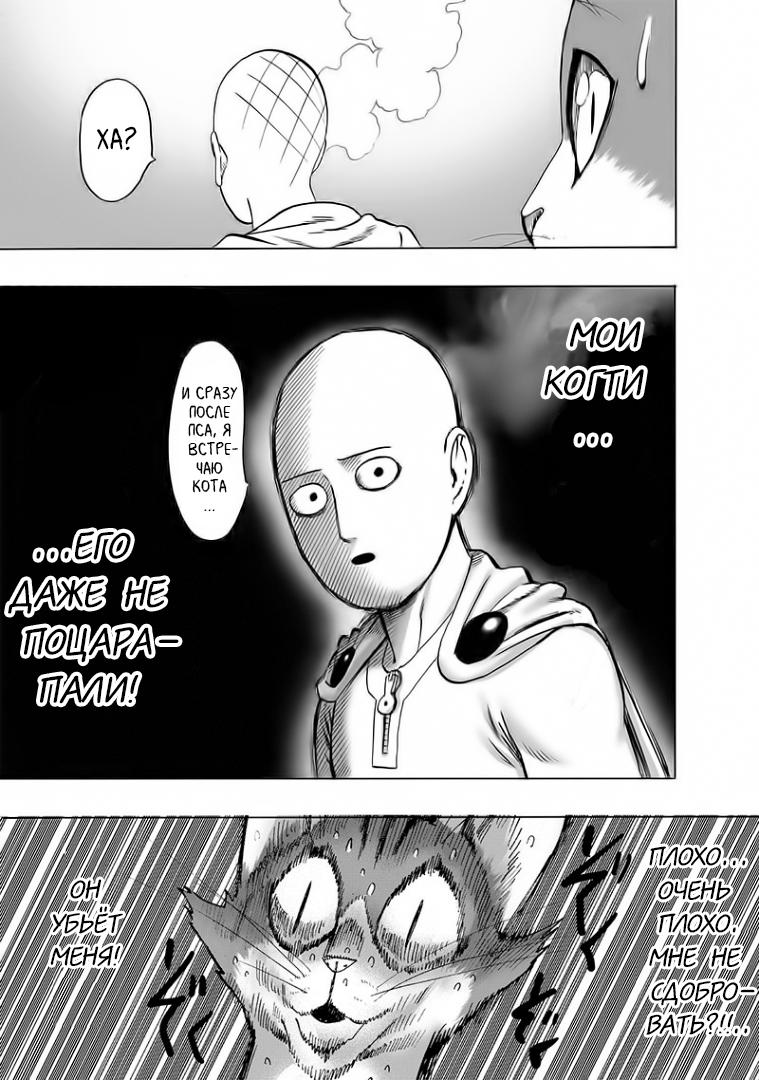 ХА?
МОИ
КОГТИ
...
И СРАЗУ
ПОСЛЕ
ПСА, Я
ВСТРЕ-
ЧАЮ
КОТА
...
...ЕГО
ДАЖЕ НЕ
ПОЦАРА-
ПАЛИ!
ПЛОХО...
ОЧЕНЬ
ПЛОХО.
МНЕ НЕ
СДОБРО-
ВАТЬ?!!...
ОН
УБЬЁТ
МЕНЯ!